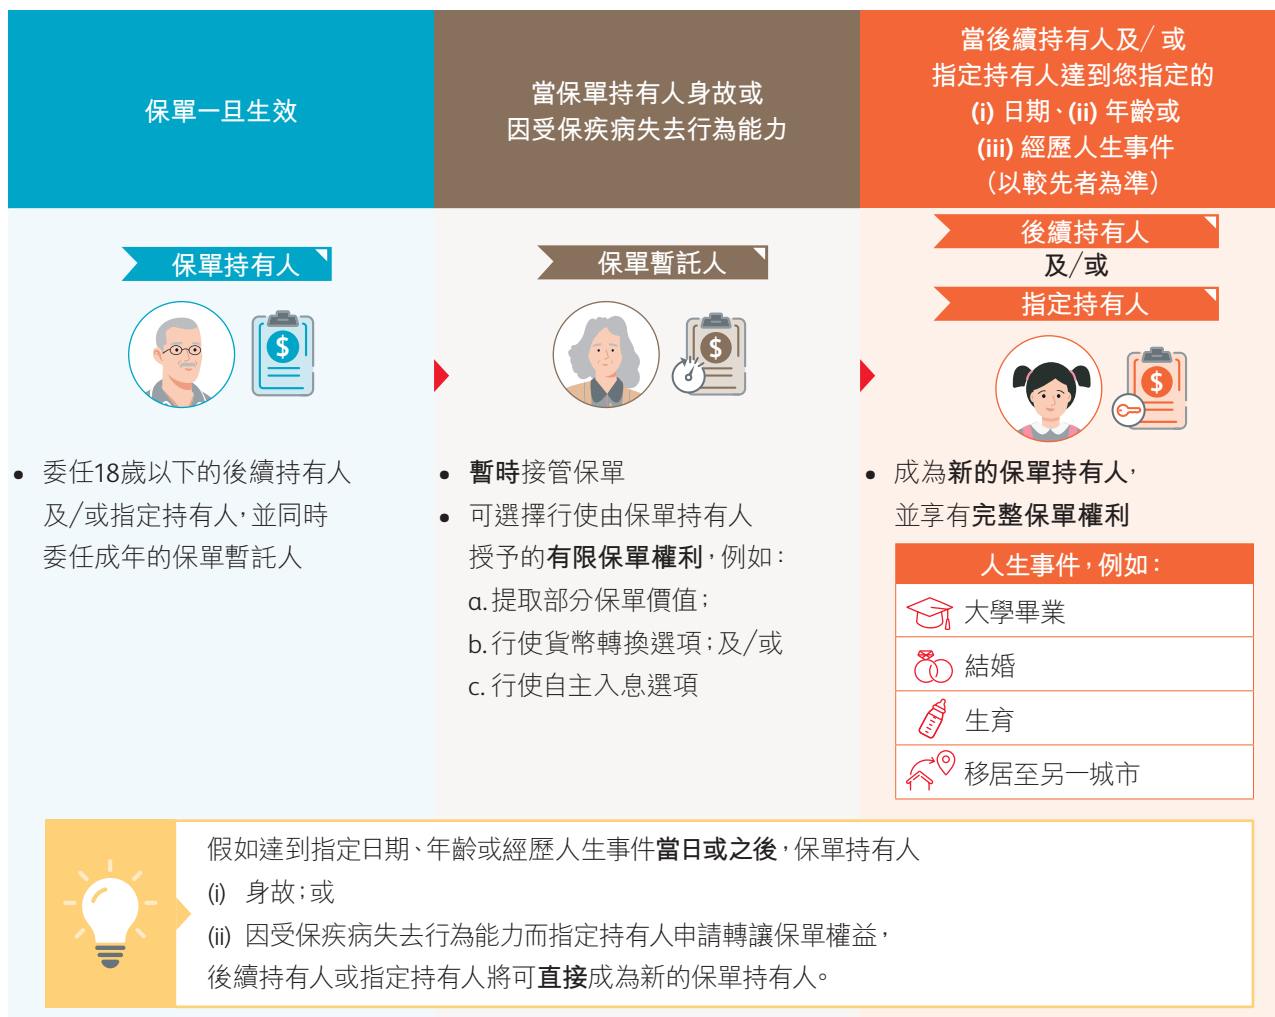 保單一旦生效
當保單持有人身故或
因受保疾病失去行為能力
當後續持有人及/ 或
指定持有人達到您指定的
(i) 日期、(ii) 年齡或
(iii) 經歷人生事件
（以較先者為準）
保單持有人
$
委任18歲以下的後續持有人
及/或指定持有人，並同時
委任成年的保單暫託人
保單暫託人
$
• 暫時接管保單
• 可選擇行使由保單持有人
授予的有限保單權利，例如：
a. 提取部分保單價值；
b. 行使貨幣轉換選項；及/或
c. 行使自主入息選項
後續持有人
及/或
指定持有人
$
• 成為新的保單持有人，
並享有完整保單權利
人生事件，例如：
大學畢業
結婚
生育
移居至另一城市
假如達到指定日期、年齡或經歷人生事件當日或之後，保單持有人
(i) 身故；或
(ii) 因受保疾病失去行為能力而指定持有人申請轉讓保單權益，
後續持有人或指定持有人將可直接成為新的保單持有人。